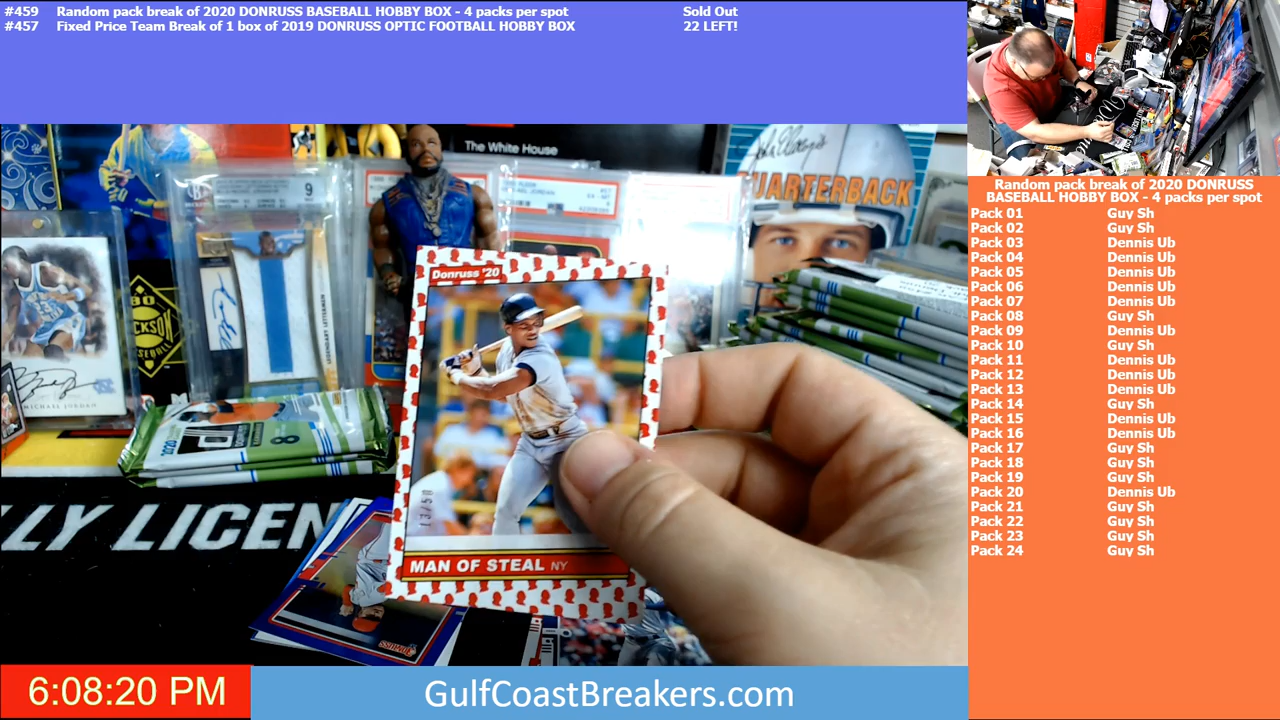 #459 Random pack break of 2020 DONRUSS BASEBALL HOBBY BOX - 4 packs per spot Sold Out
#457 Fixed Price Team Break of 1 box of 2019 DONRUSS OPTIC FOOTBALL HOBBY BOX 22 LEFT!
The White House
9
QUARTERBACK
Donruss '20
MICHAEL JORDAN
LLY LICEN
MAN OF STEAL NY
Random pack break of 2020 DONRUSS
BASEBALL HOBBY BOX - 4 packs per spot
Pack 01 Guy Sh
Pack 02 Guy Sh
Pack 03 Dennis Ub
Pack 04 Dennis Ub
Pack 05 Dennis Ub
Pack 06 Dennis Ub
Pack 07 Dennis Ub
Pack 08 Guy Sh
Pack 09 Dennis Ub
Pack 10 Guy Sh
Pack 11 Dennis Ub
Pack 12 Dennis Ub
Pack 13 Dennis Ub
Pack 14 Guy Sh
Pack 15 Dennis Ub
Pack 16 Dennis Ub
Pack 17 Guy Sh
Pack 18 Guy Sh
Pack 19 Guy Sh
Pack 20 Dennis Ub
Pack 21 Guy Sh
Pack 22 Guy Sh
Pack 23 Guy Sh
Pack 24 Guy Sh
6:08:20 PM
GulfCoastBreakers.com